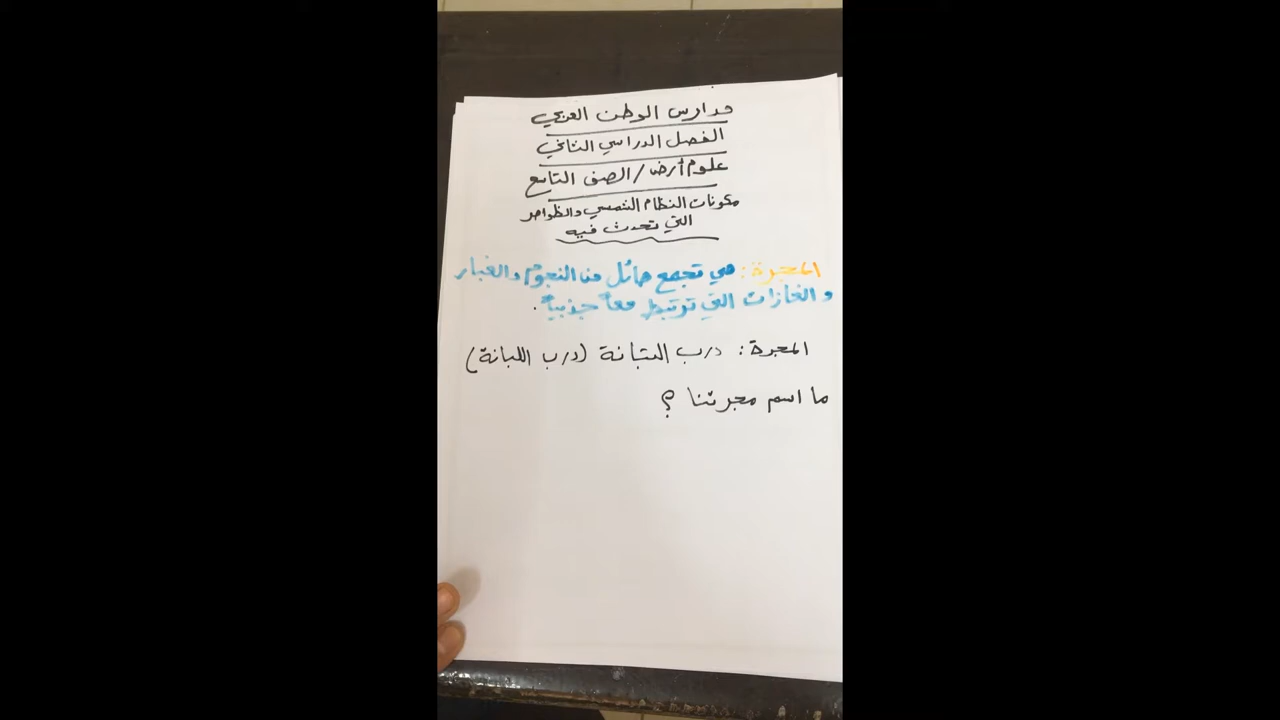 مدارس الوطن العربي
الفصل الدراسي الثاني
علوم أرض / الصف التاسع
مكونات النظام الشمسي والظواهر
التي تحدث فيه
المجرة : هي تجمع هائل من النجوم والغبار
والغازات التي ترتبط معاً جذبياً .
المجرة : درب التبانة (درب اللبانة)
ما اسم مجرتنا ؟